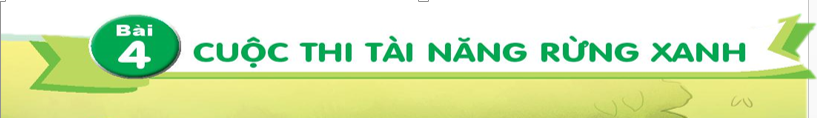 Bài
4
CUỘC THI TÀI NĂNG RỪNG XANH